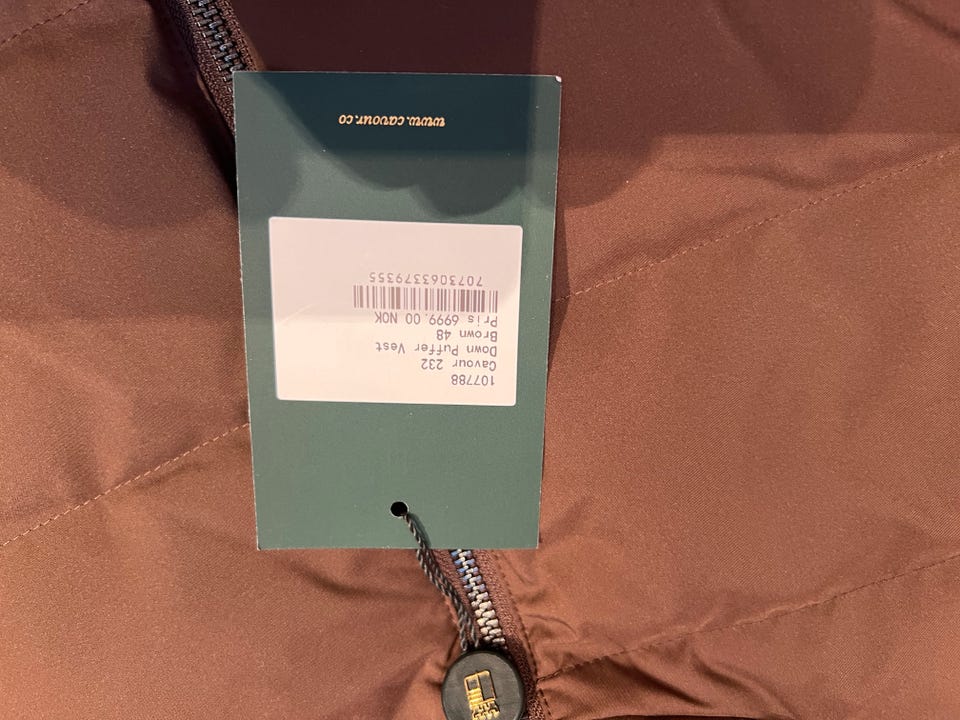 107788
Cavour 232
Down Puffer Vest
Brown 48
Pris 6999.00 NOK
7073063379355
www.cavour.co